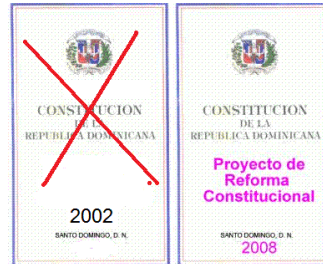 CONSTITUCION
DE LA
REPUBLICA DOMINICANA
2002
SANTO DOMINGO, D. N.
CONSTITUCION
DE LA
REPUBLICA DOMINICANA
Proyecto de
Reforma
Constitucional
SANTO DOMINGO, D. N.
2008